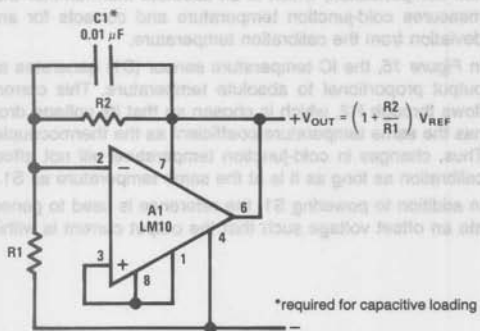 C1*
0.01 μF
R2
+VOUT = (1 + R2/R1) VREF
2
−
7
A1
LM10
6
4
R1
3
+
8
1
*required for capacitive loading
−